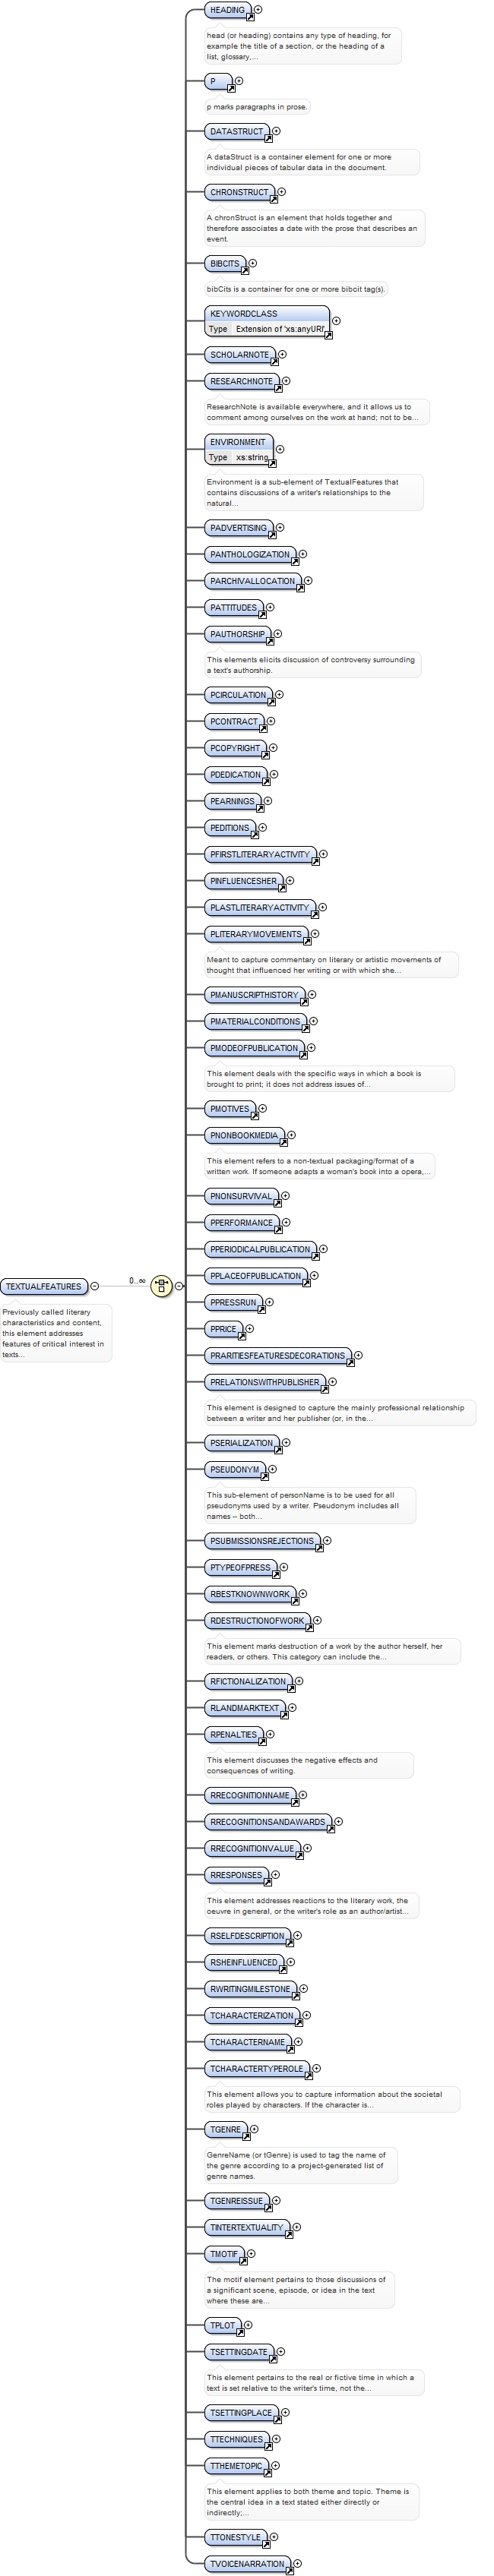 HEADING
head (or heading) contains any type of heading, for
example the title of a section, or the heading of a
list, glossary,...
P
p marks paragraphs in prose.
DATASTRUCT
A dataStruct is a container element for one or more
individual pieces of tabular data in the document.
CHRONSTRUCT
A chronStruct is an element that holds together and
therefore associates a date with the prose that describes an
event.
BIBCITS
bibCits is a container for one or more bibcit tag(s).
KEYWORDCLASS
Type Extension of 'xs:anyURI'
SCHOLARNOTE
RESEARCHNOTE
ResearchNote is available everywhere, and it allows us to
comment among ourselves on the work at hand; not to be...
ENVIRONMENT
Type xs:string
Environment is a sub-element of TextualFeatures that
contains discussions of a writer's relationships to the
natural...
PADVERTISING
PANTHOLOGIZATION
PARCHIVALLOCATION
PATTITUDES
PAUTHORSHIP
This elements elicits discussion of controversy surrounding
a text's authorship.
PCIRCULATION
PCONTRACT
PCOPYRIGHT
PDEDICATION
PEARNINGS
PEDITIONS
PFIRSTLITERARYACTIVITY
PINFLUENCESHER
PLASTLITERARYACTIVITY
PLITERARYMOVEMENTS
Meant to capture commentary on literary or artistic movements of
thought that influenced her writing or with which she...
PMANUSCRIPTHISTORY
PMATERIALCONDITIONS
PMODEOFPUBLICATION
This element deals with the specific ways in which a book is
brought to print; it does not address issues of...
PMOTIVES
PNONBOOKMEDIA
This element refers to a non-textual packaging/format of a
written work. If someone adapts a woman's book into a opera,...
PNONSURVIVAL
PPERFORMANCE
PPERIODICALPUBLICATION
PPLACEOFPUBLICATION
TEXTUALFEATURES
0..∞
Previously called literary
characteristics and content,
this element addresses
features of critical interest in
texts...
PPRESSRUN
PPRICE
PRARITIESFEATURESDECORATIONS
PRELATIONSWITHPUBLISHER
This element is designed to capture the mainly professional relationship
between a writer and her publisher (or, in the...
PSERIALIZATION
PSEUDONYM
This sub-element of personName is to be used for all
pseudonyms used by a writer. Pseudonym includes all
names -- both...
PSUBMISSIONSREJECTIONS
PTYPEOFPRESS
RBESTKNOWNWORK
RDESTRUCTIONOFWORK
This element marks destruction of a work by the author herself, her
readers, or others. This category can include the...
RFICTIONALIZATION
RLANDMARKTEXT
RPENALTIES
This element discusses the negative effects and
consequences of writing.
RRECOGNITIONNAME
RRECOGNITIONSANDAWARDS
RRECOGNITIONVALUE
RRESPONSES
This element addresses reactions to the literary work, the
oeuvre in general, or the writer's role as an author/artist...
RSELFDESCRIPTION
RSHEINFLUENCED
RWRITINGMILESTONE
TCHARACTERIZATION
TCHARACTERNAME
TCHARACTERTYPEROLE
This element allows you to capture information about the societal
roles played by characters. If the character is...
TGENRE
GenreName (or tGenre) is used to tag the name of
the genre according to a project-generated list of
genre names.
TGENREISSUE
TINTERTEXTUALITY
TMOTIF
The motif element pertains to those discussions of
a significant scene, episode, or idea in the text
where these are...
TPLOT
TSETTINGDATE
This element pertains to the real or fictive time in which a
text is set relative to the writer's time, not the...
TSETTINGPLACE
TTECHNIQUES
TTHEMETOPIC
This element applies to both theme and topic. Theme is
the central idea in a text stated either directly or
indirectly;...
TTONESTYLE
TVOICENARRATION